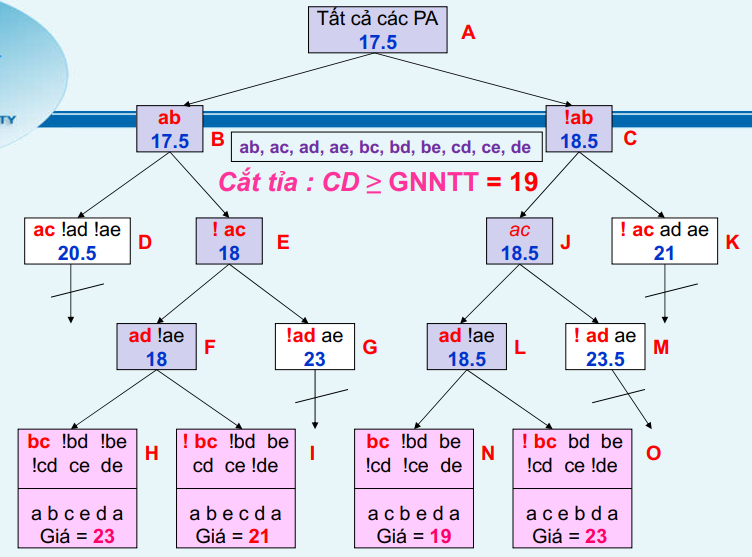 Tất cả các PA
17.5
A
TY
ab
17.5
B
!ab
18.5
C
ab, ac, ad, ae, bc, bd, be, cd, ce, de
Cắt tỉa : CD ≥ GNNTT = 19
ac !ad !ae
20.5
D
! ac
18
E
ac
18.5
J
! ac ad ae
21
K
ad !ae
18
F
!ad ae
23
G
ad !ae
18.5
L
! ad ae
23.5
M
bc !bd !be
!cd ce de
a b c e d a
Giá = 23
H
! bc !bd be
cd ce !de
a b e c d a
Giá = 21
I
bc !bd be
!cd !ce de
a c b e d a
Giá = 19
N
! bc bd be
!cd ce !de
a c e b d a
Giá = 23
O